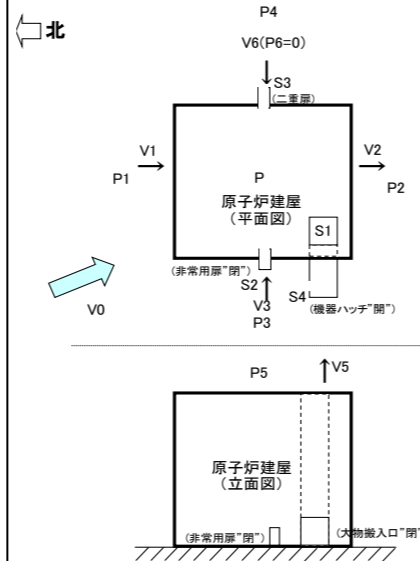 P4
北
V6(P6=0)
S3
(二重扉)
V1
V2
P1
P
P2
原子炉建屋
(平面図)
S1
(非常用扉"閉")
S2
S4
V3
(機器ハッチ"開")
V0
P3
P5
V5
原子炉建屋
(立面図)
(非常用扉"閉")
(大物搬入口"閉"